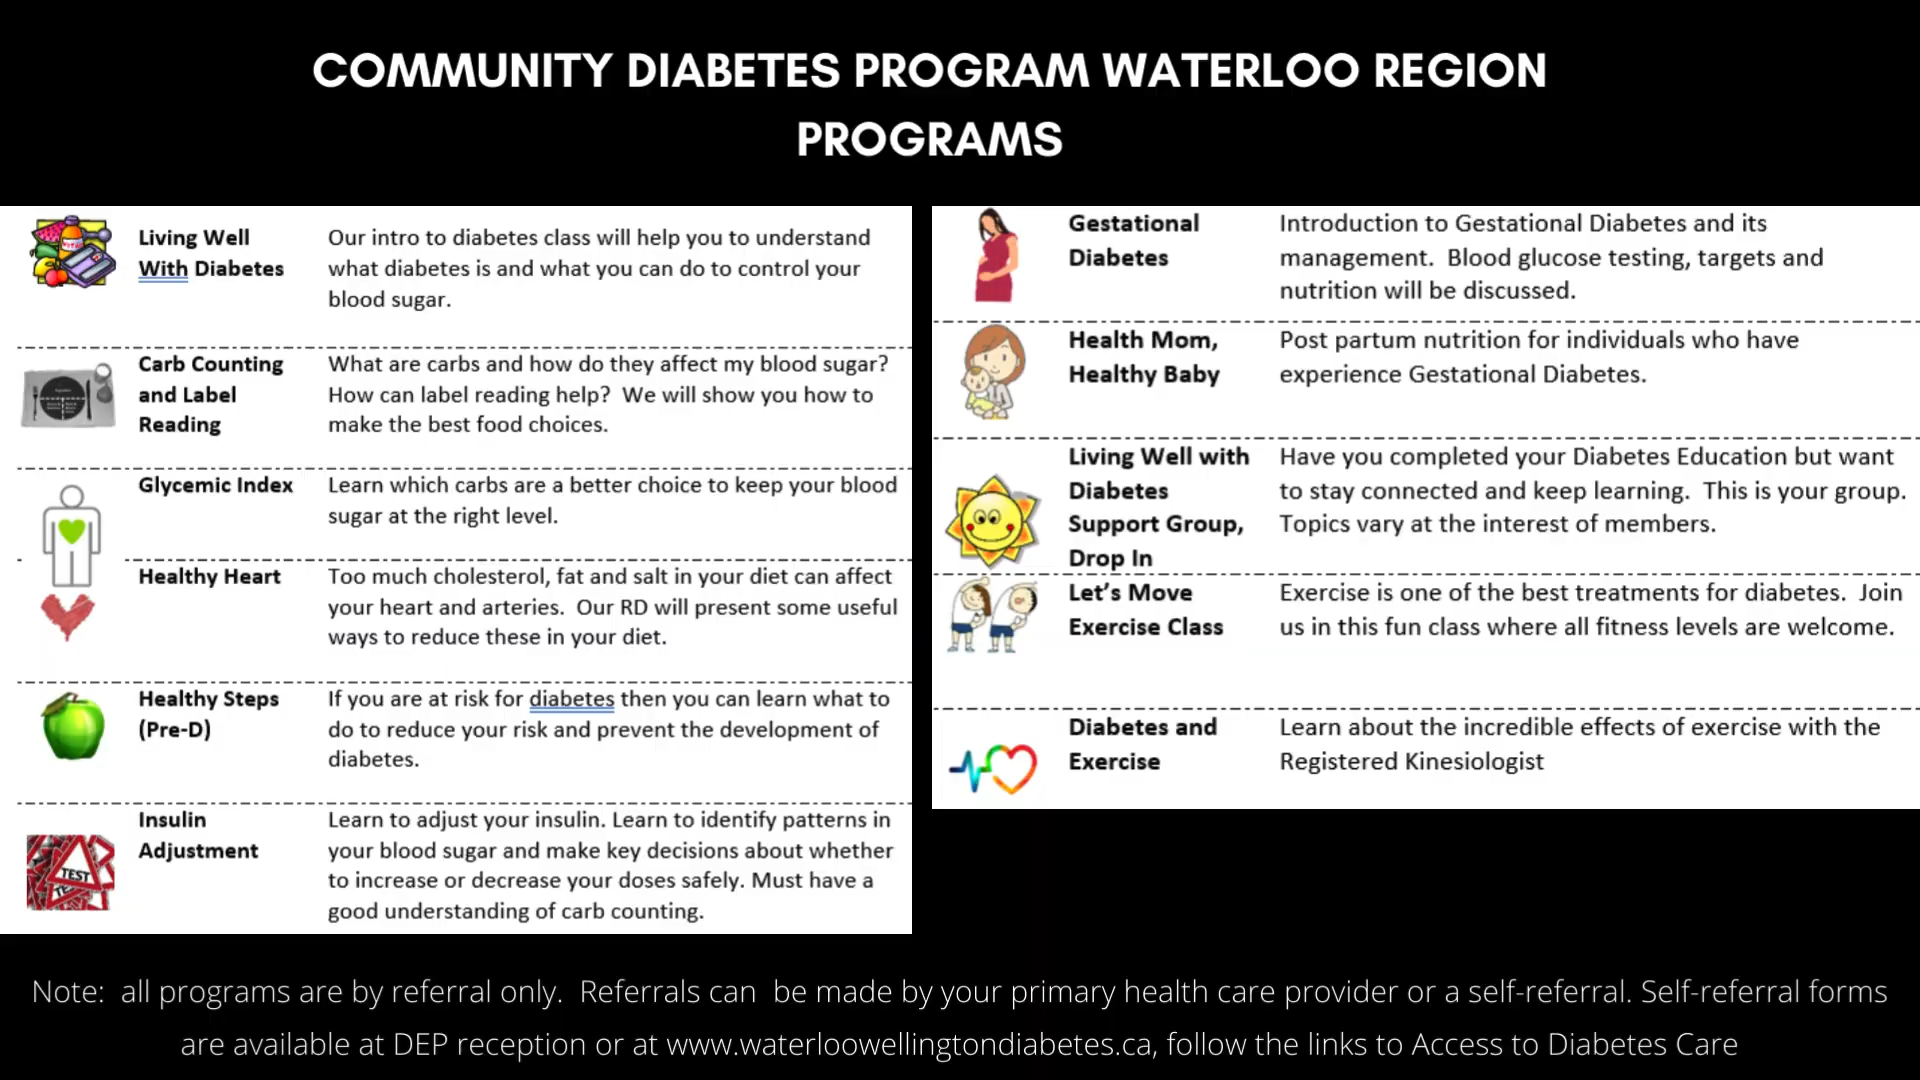 COMMUNITY DIABETES PROGRAM WATERLOO REGION
PROGRAMS
Living Well
With Diabetes
Our intro to diabetes class will help you to understand
what diabetes is and what you can do to control your
blood sugar.
Carb Counting
and Label
Reading
What are carbs and how do they affect my blood sugar?
How can label reading help?  We will show you how to
make the best food choices.
Glycemic Index
Learn which carbs are a better choice to keep your blood
sugar at the right level.
Healthy Heart
Too much cholesterol, fat and salt in your diet can affect
your heart and arteries.  Our RD will present some useful
ways to reduce these in your diet.
Healthy Steps
(Pre-D)
If you are at risk for diabetes then you can learn what to
do to reduce your risk and prevent the development of
diabetes.
TEST
Insulin
Adjustment
Learn to adjust your insulin. Learn to identify patterns in
your blood sugar and make key decisions about whether
to increase or decrease your doses safely. Must have a
good understanding of carb counting.
Gestational
Diabetes
Introduction to Gestational Diabetes and its
management.  Blood glucose testing, targets and
nutrition will be discussed.
Health Mom,
Healthy Baby
Post partum nutrition for individuals who have
experience Gestational Diabetes.
Living Well with
Diabetes
Support Group,
Drop In
Have you completed your Diabetes Education but want
to stay connected and keep learning.  This is your group.
Topics vary at the interest of members.
Let's Move
Exercise Class
Exercise is one of the best treatments for diabetes.  Join
us in this fun class where all fitness levels are welcome.
Diabetes and
Exercise
Learn about the incredible effects of exercise with the
Registered Kinesiologist
Note:  all programs are by referral only.  Referrals can  be made by your primary health care provider or a self-referral. Self-referral forms
are available at DEP reception or at www.waterloowellingtondiabetes.ca, follow the links to Access to Diabetes Care